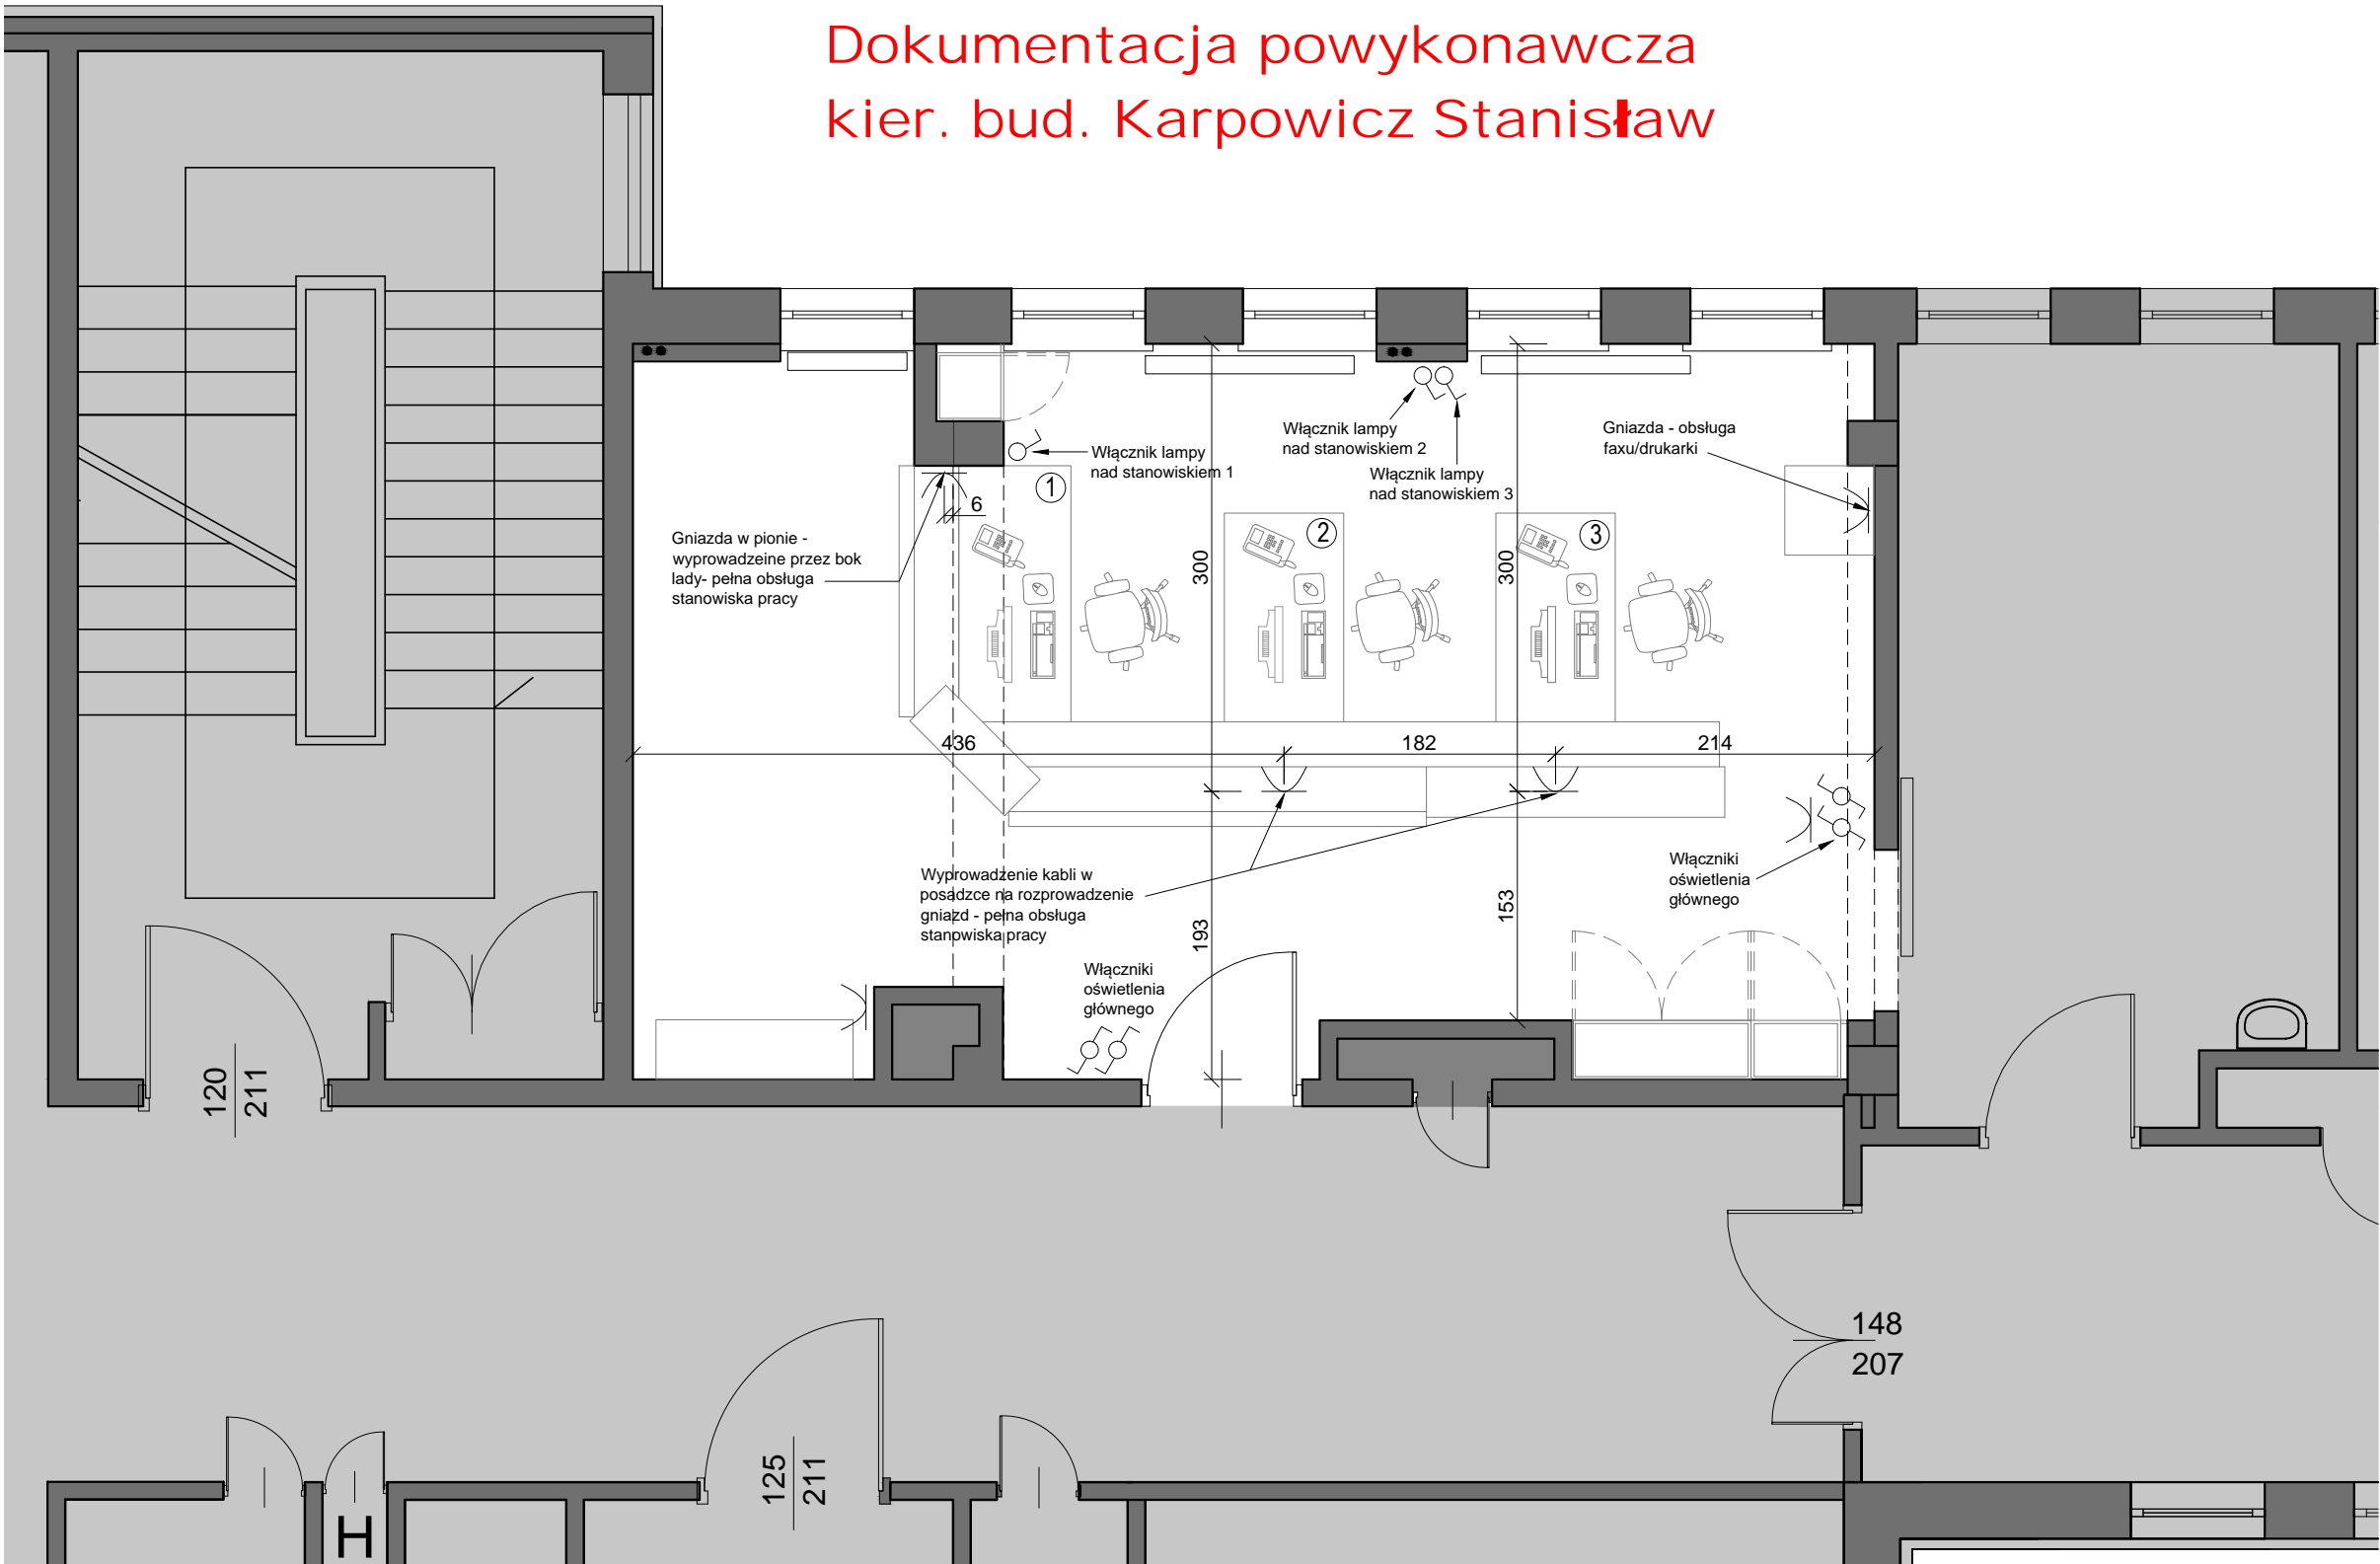 Dokumentacja powykonawcza
kier. bud. Karpowicz Stanisław
Włącznik lampy
nad stanowiskiem 1
Włącznik lampy
nad stanowiskiem 2
Włącznik lampy
nad stanowiskiem 3
Gniazda - obsługa
faxu/drukarki
1
2
3
6
Gniazda w pionie -
wyprowadzeine przez bok
lady- pełna obsługa
stanowiska pracy
300
300
436
182
214
Wyprowadzenie kabli w
posadzce na rozprowadzenie
gniazd - pełna obsługa
stanowiska pracy
193
153
Włączniki
oświetlenia
głównego
Włączniki
oświetlenia
głównego
120
211
148
207
125
211
H